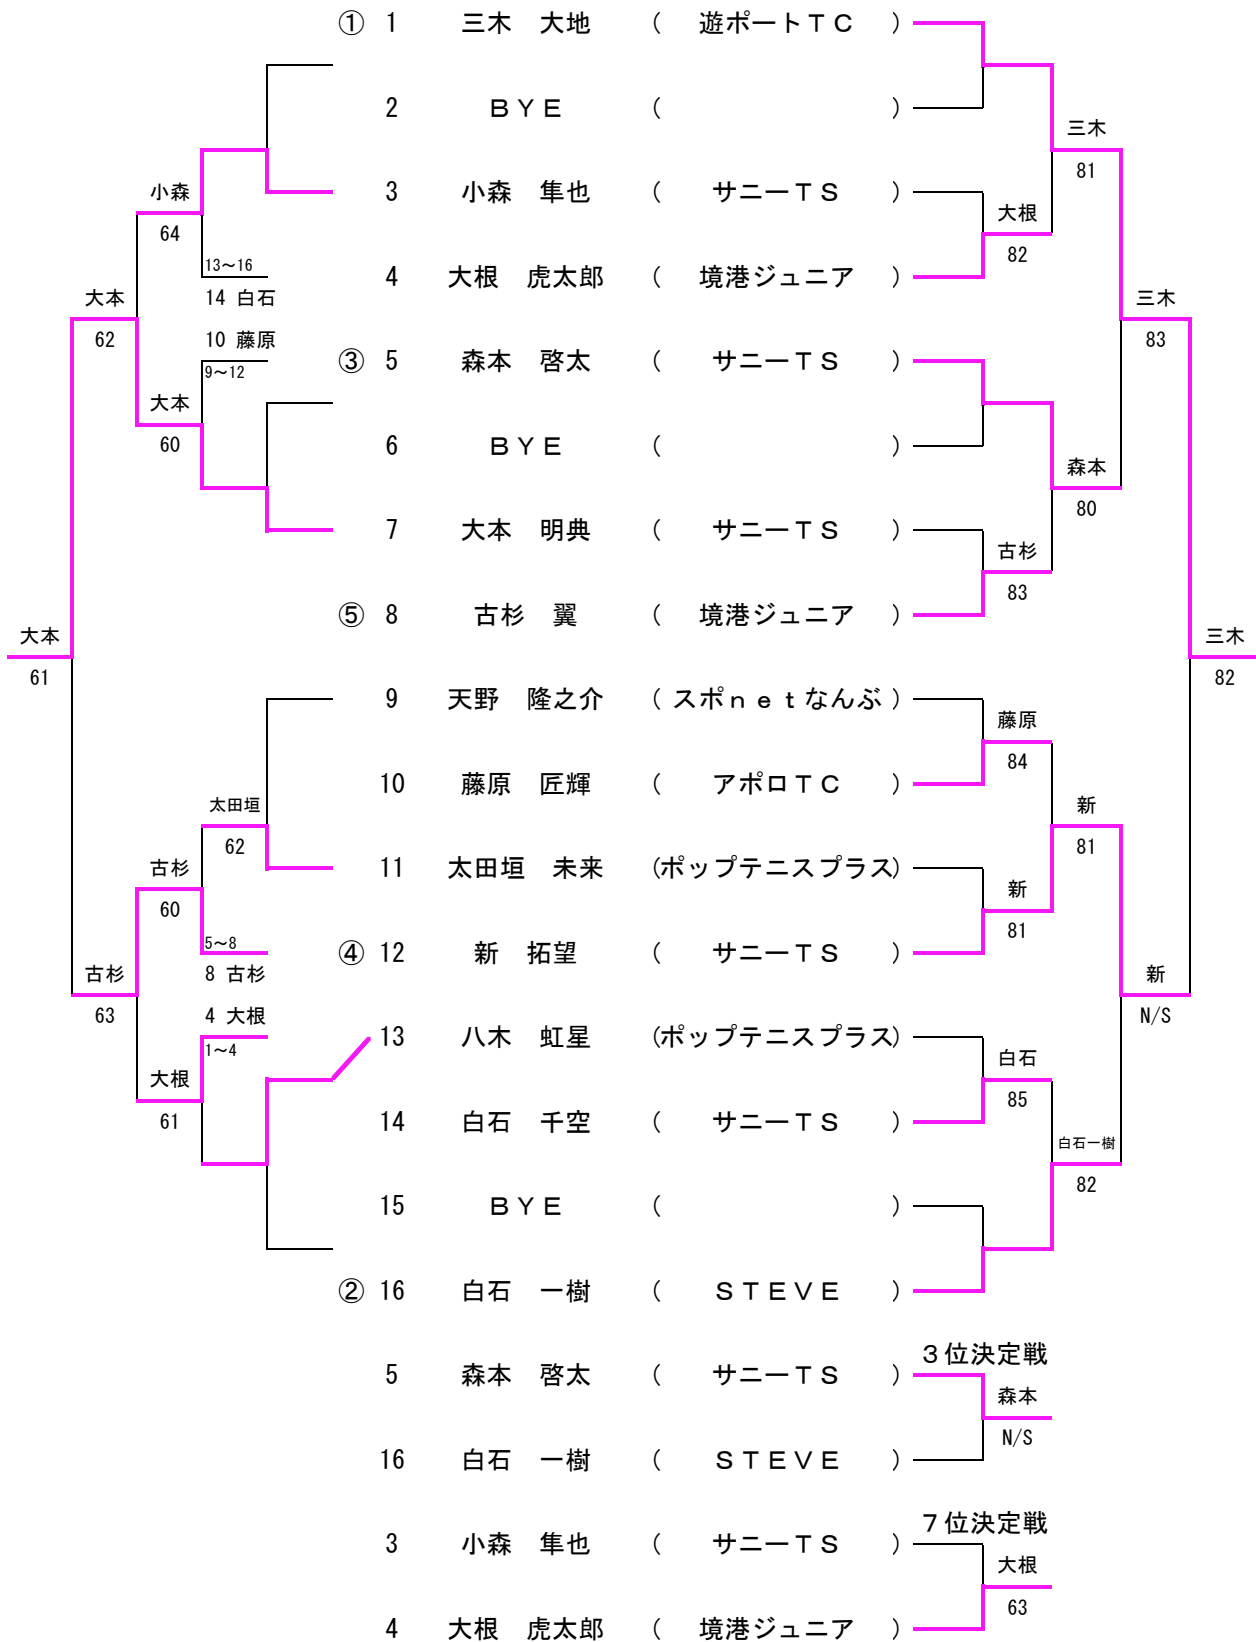 ① 1 三木 大地 ( 遊ポートTC )
2 BYE ( )
三木
81
小森
64
3 小森 隼也 ( サニーTS )
大根
82
13~16
14 白石
4 大根 虎太郎 ( 境港ジュニア )
大本
62
三木
83
10 藤原
9~12
③ 5 森本 啓太 ( サニーTS )
大本
60
6 BYE ( )
森本
80
7 大本 明典 ( サニーTS )
古杉
83
⑤ 8 古杉 翼 ( 境港ジュニア )
大本
61
三木
82
9 天野 隆之介 ( スポnetなんぶ )
藤原
84
10 藤原 匠輝 ( アポロTC )
太田垣
62
新
81
古杉
60
11 太田垣 未来 (ポップテニスプラス)
新
81
5~8
8 古杉
④ 12 新 拓望 ( サニーTS )
古杉
63
新
N/S
4 大根
1~4
13 八木 虹星 (ポップテニスプラス)
大根
61
白石
85
14 白石 千空 ( サニーTS )
白石一樹
82
15 BYE ( )
② 16 白石 一樹 ( STEVE )
3位決定戦
5 森本 啓太 ( サニーTS )
森本
N/S
16 白石 一樹 ( STEVE )
7位決定戦
3 小森 隼也 ( サニーTS )
大根
63
4 大根 虎太郎 ( 境港ジュニア )